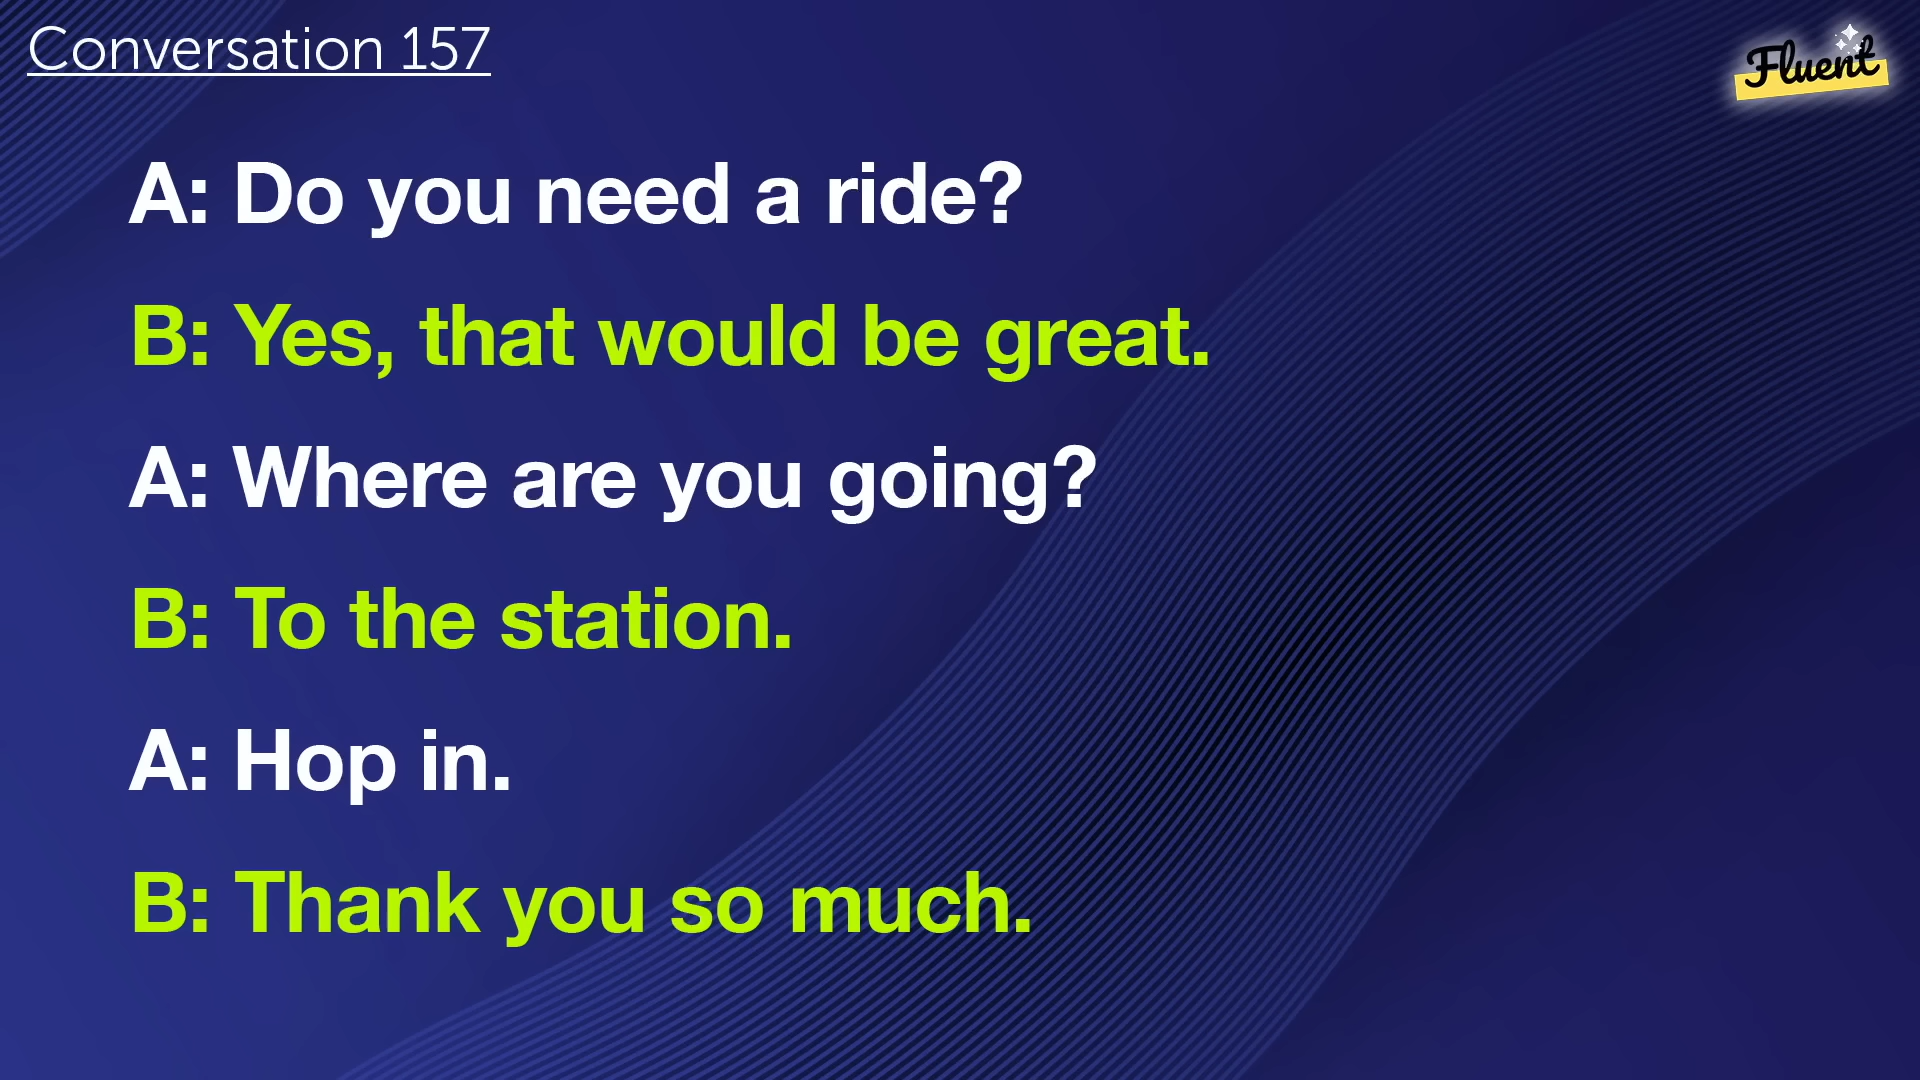 Conversation 157
Fluent
A: Do you need a ride?
B: Yes, that would be great.
A: Where are you going?
B: To the station.
A: Hop in.
B: Thank you so much.